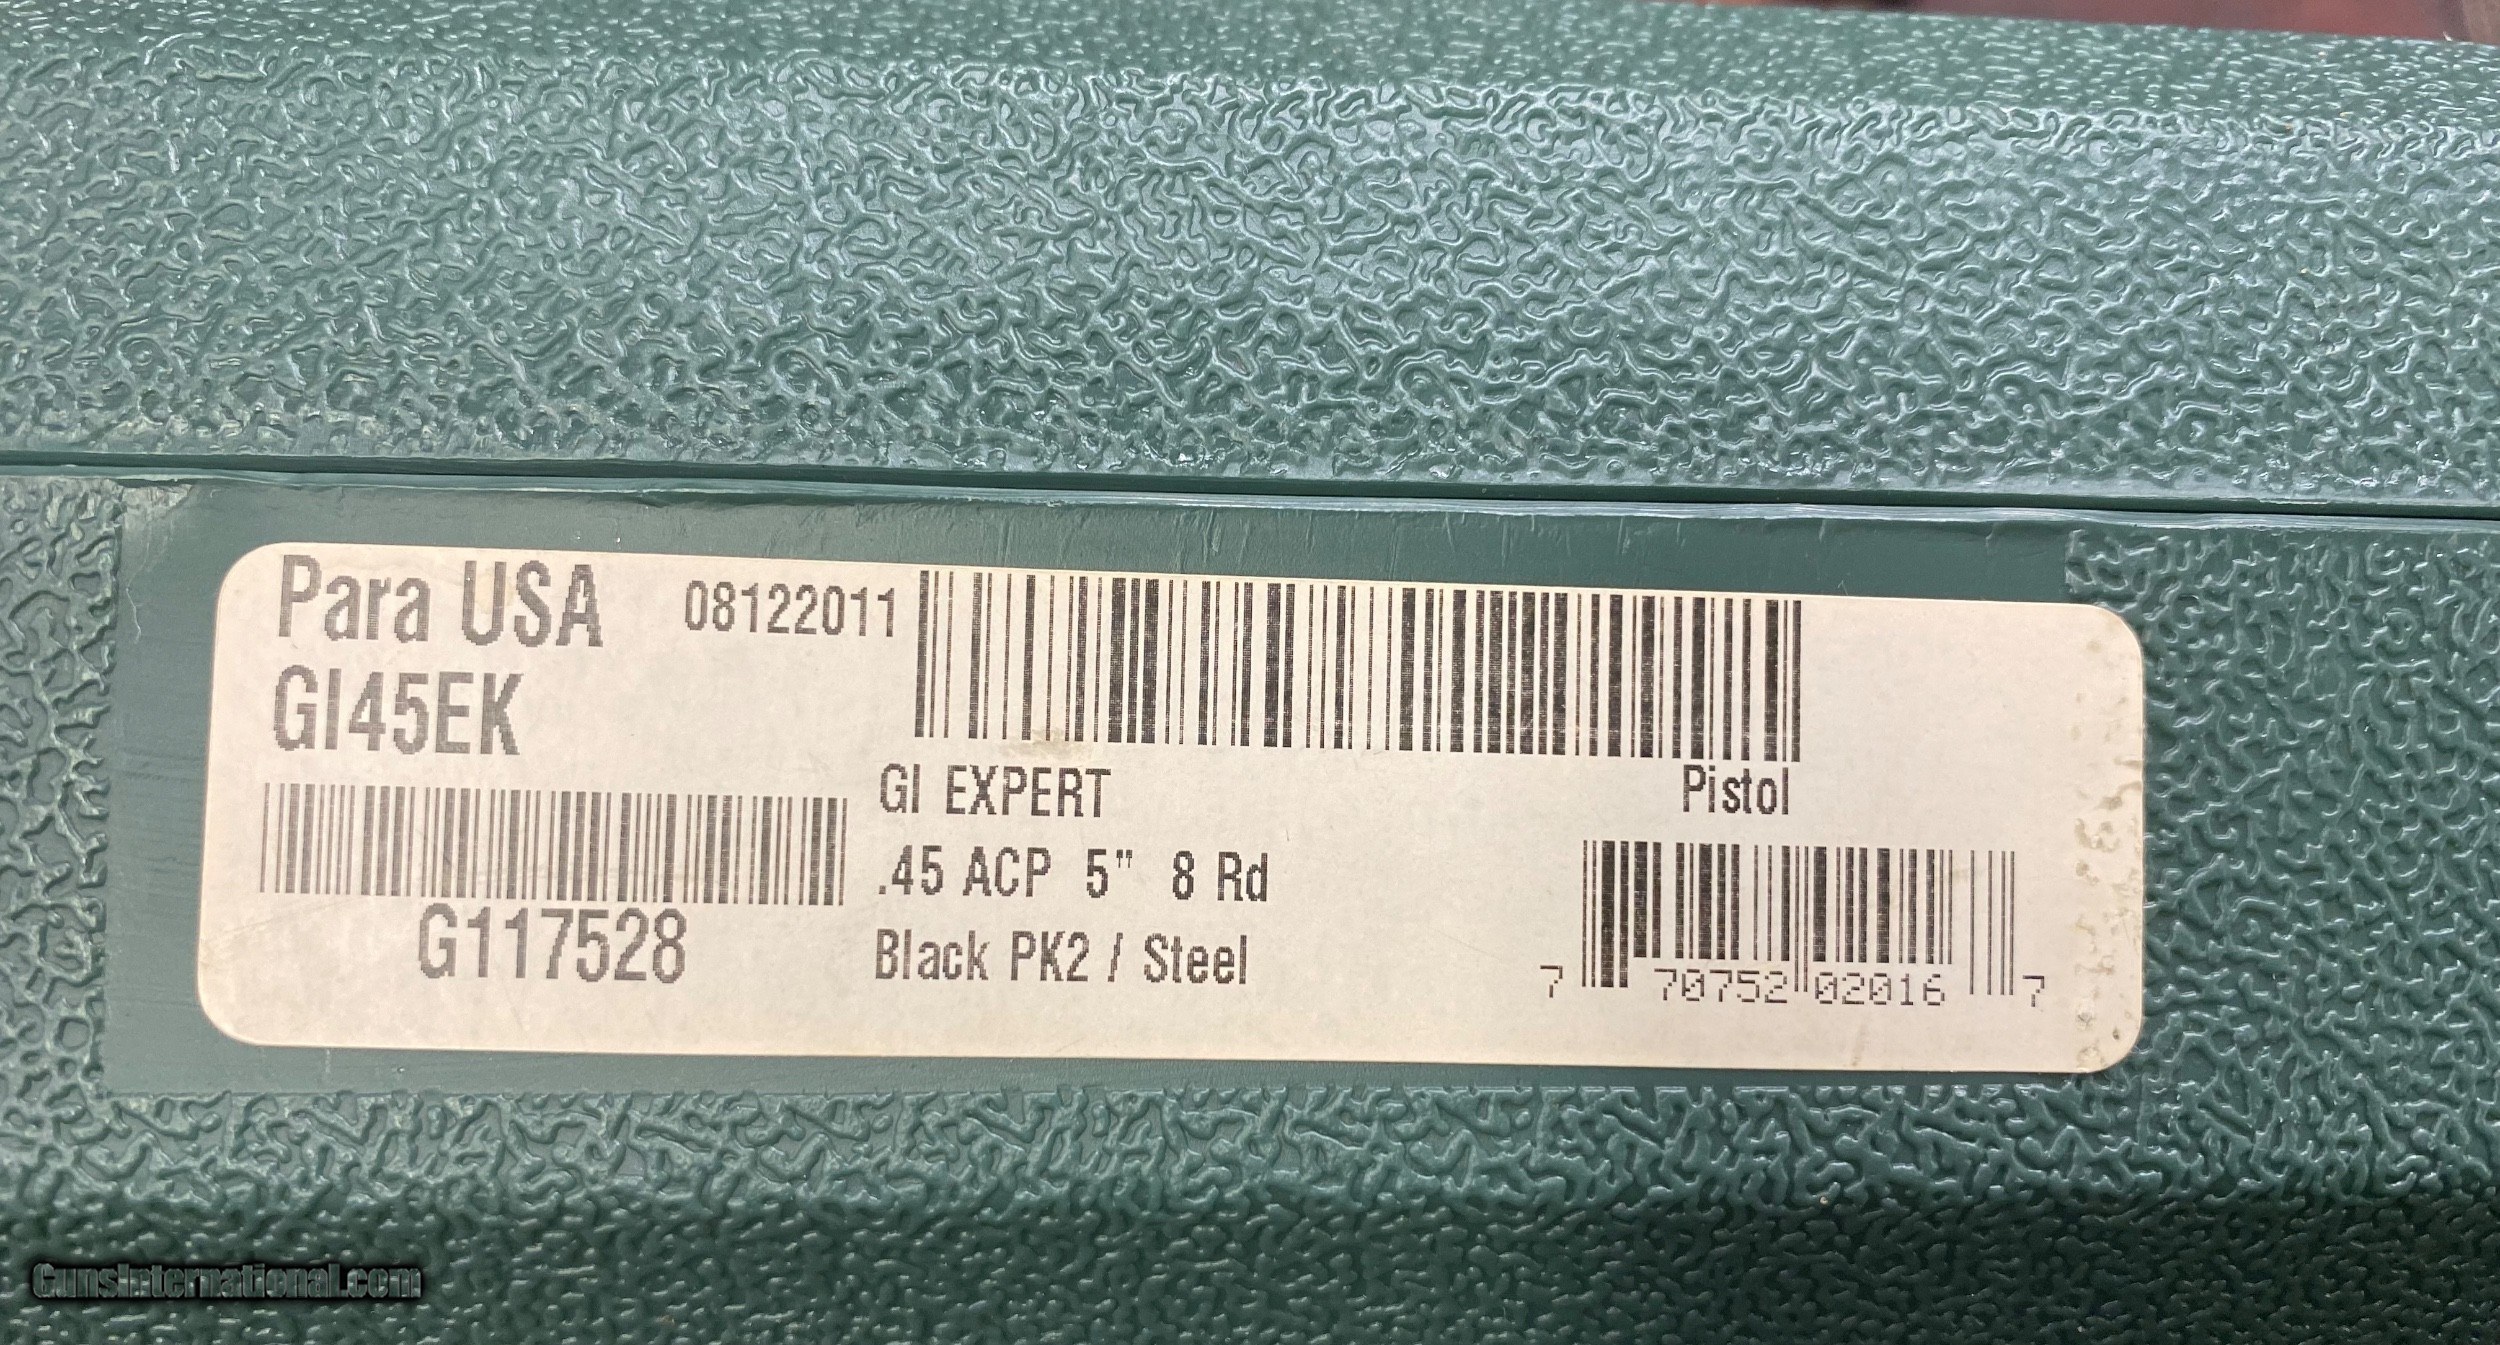 Para USA 08122011
GI45EK
G117528
GI EXPERT Pistol
.45 ACP 5" 8 Rd
Black PK2 / Steel
7 70752 02016 7
GunsInternational.com